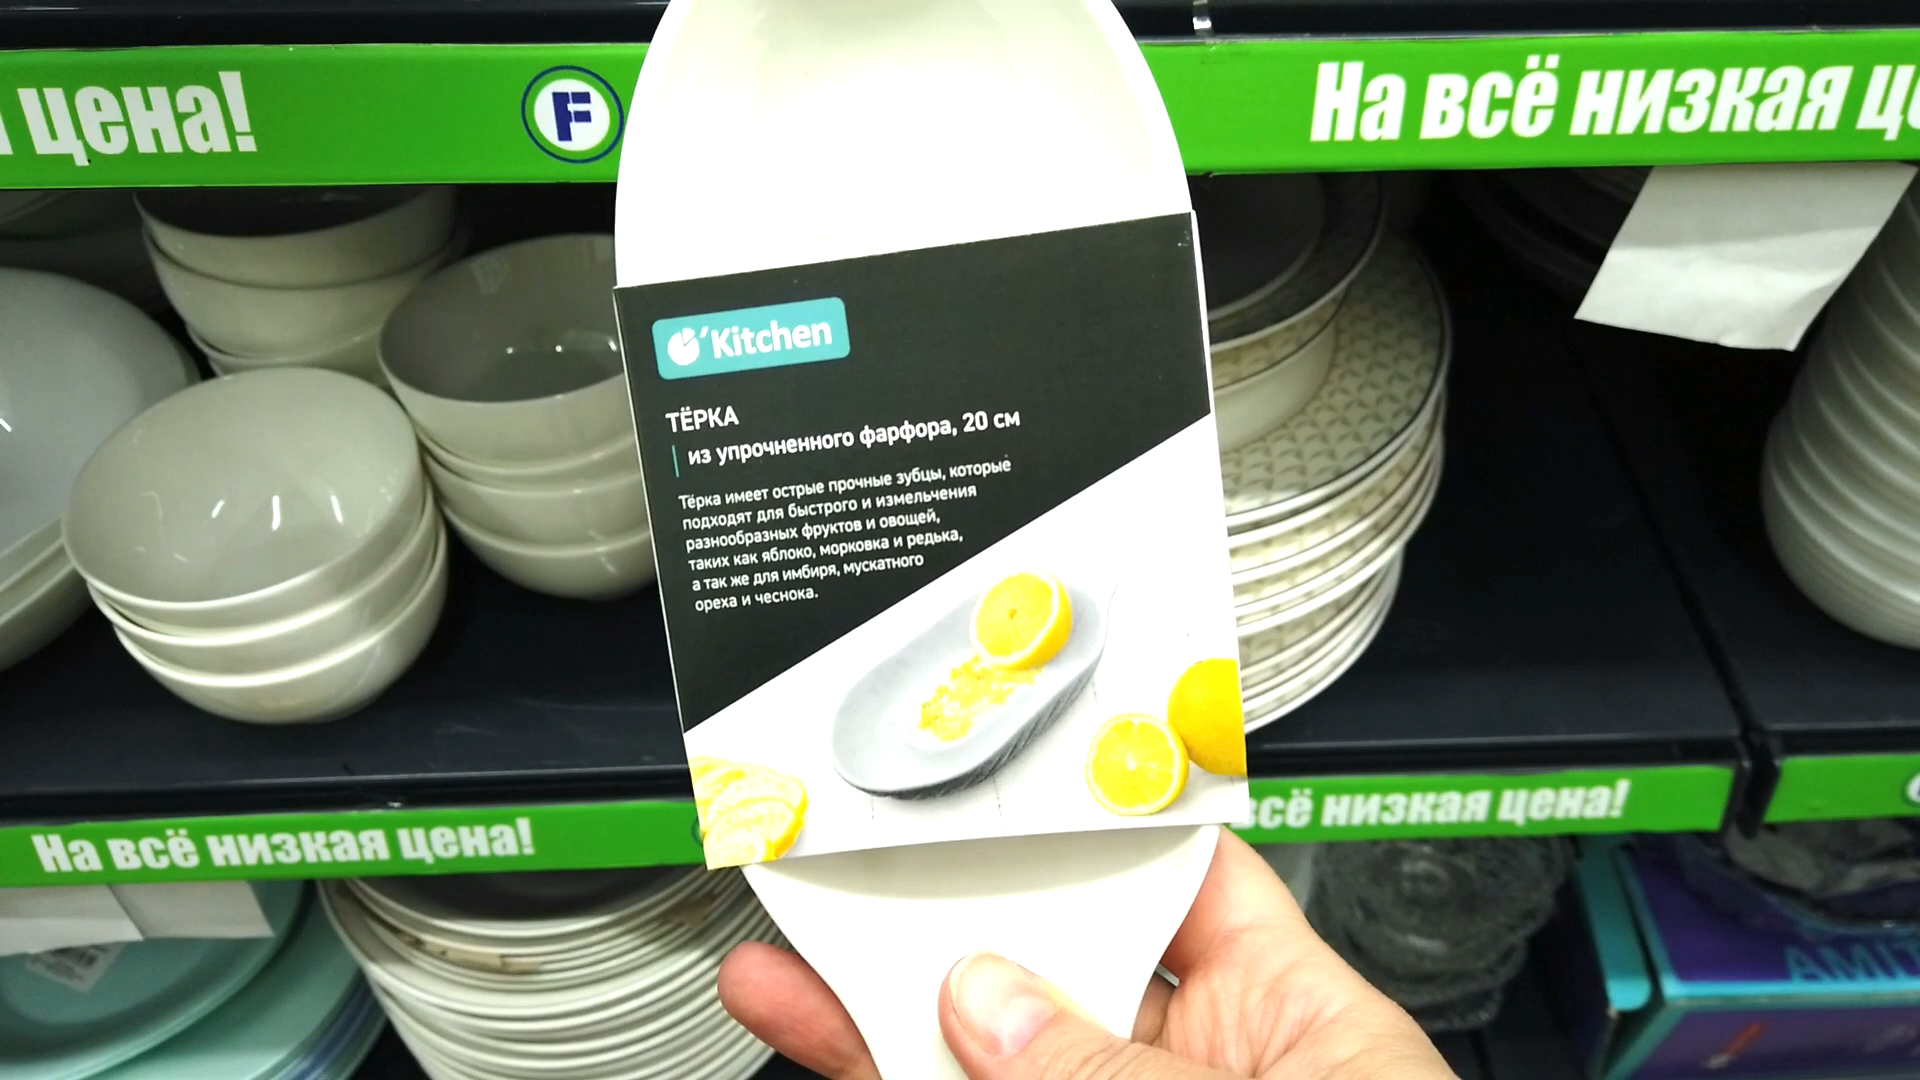 цена!
F
На всё низкая
'Kitchen
ТЁРКА
из упрочненного фарфора, 20 см
Тёрка имеет острые прочные зубцы, которые
подходят для быстрого и измельчения
разнообразных фруктов и овощей,
таких как яблоко, морковка и редька,
а так же для имбиря, мускатного
ореха и чеснока.
На всё низкая цена!
всё низкая цена!